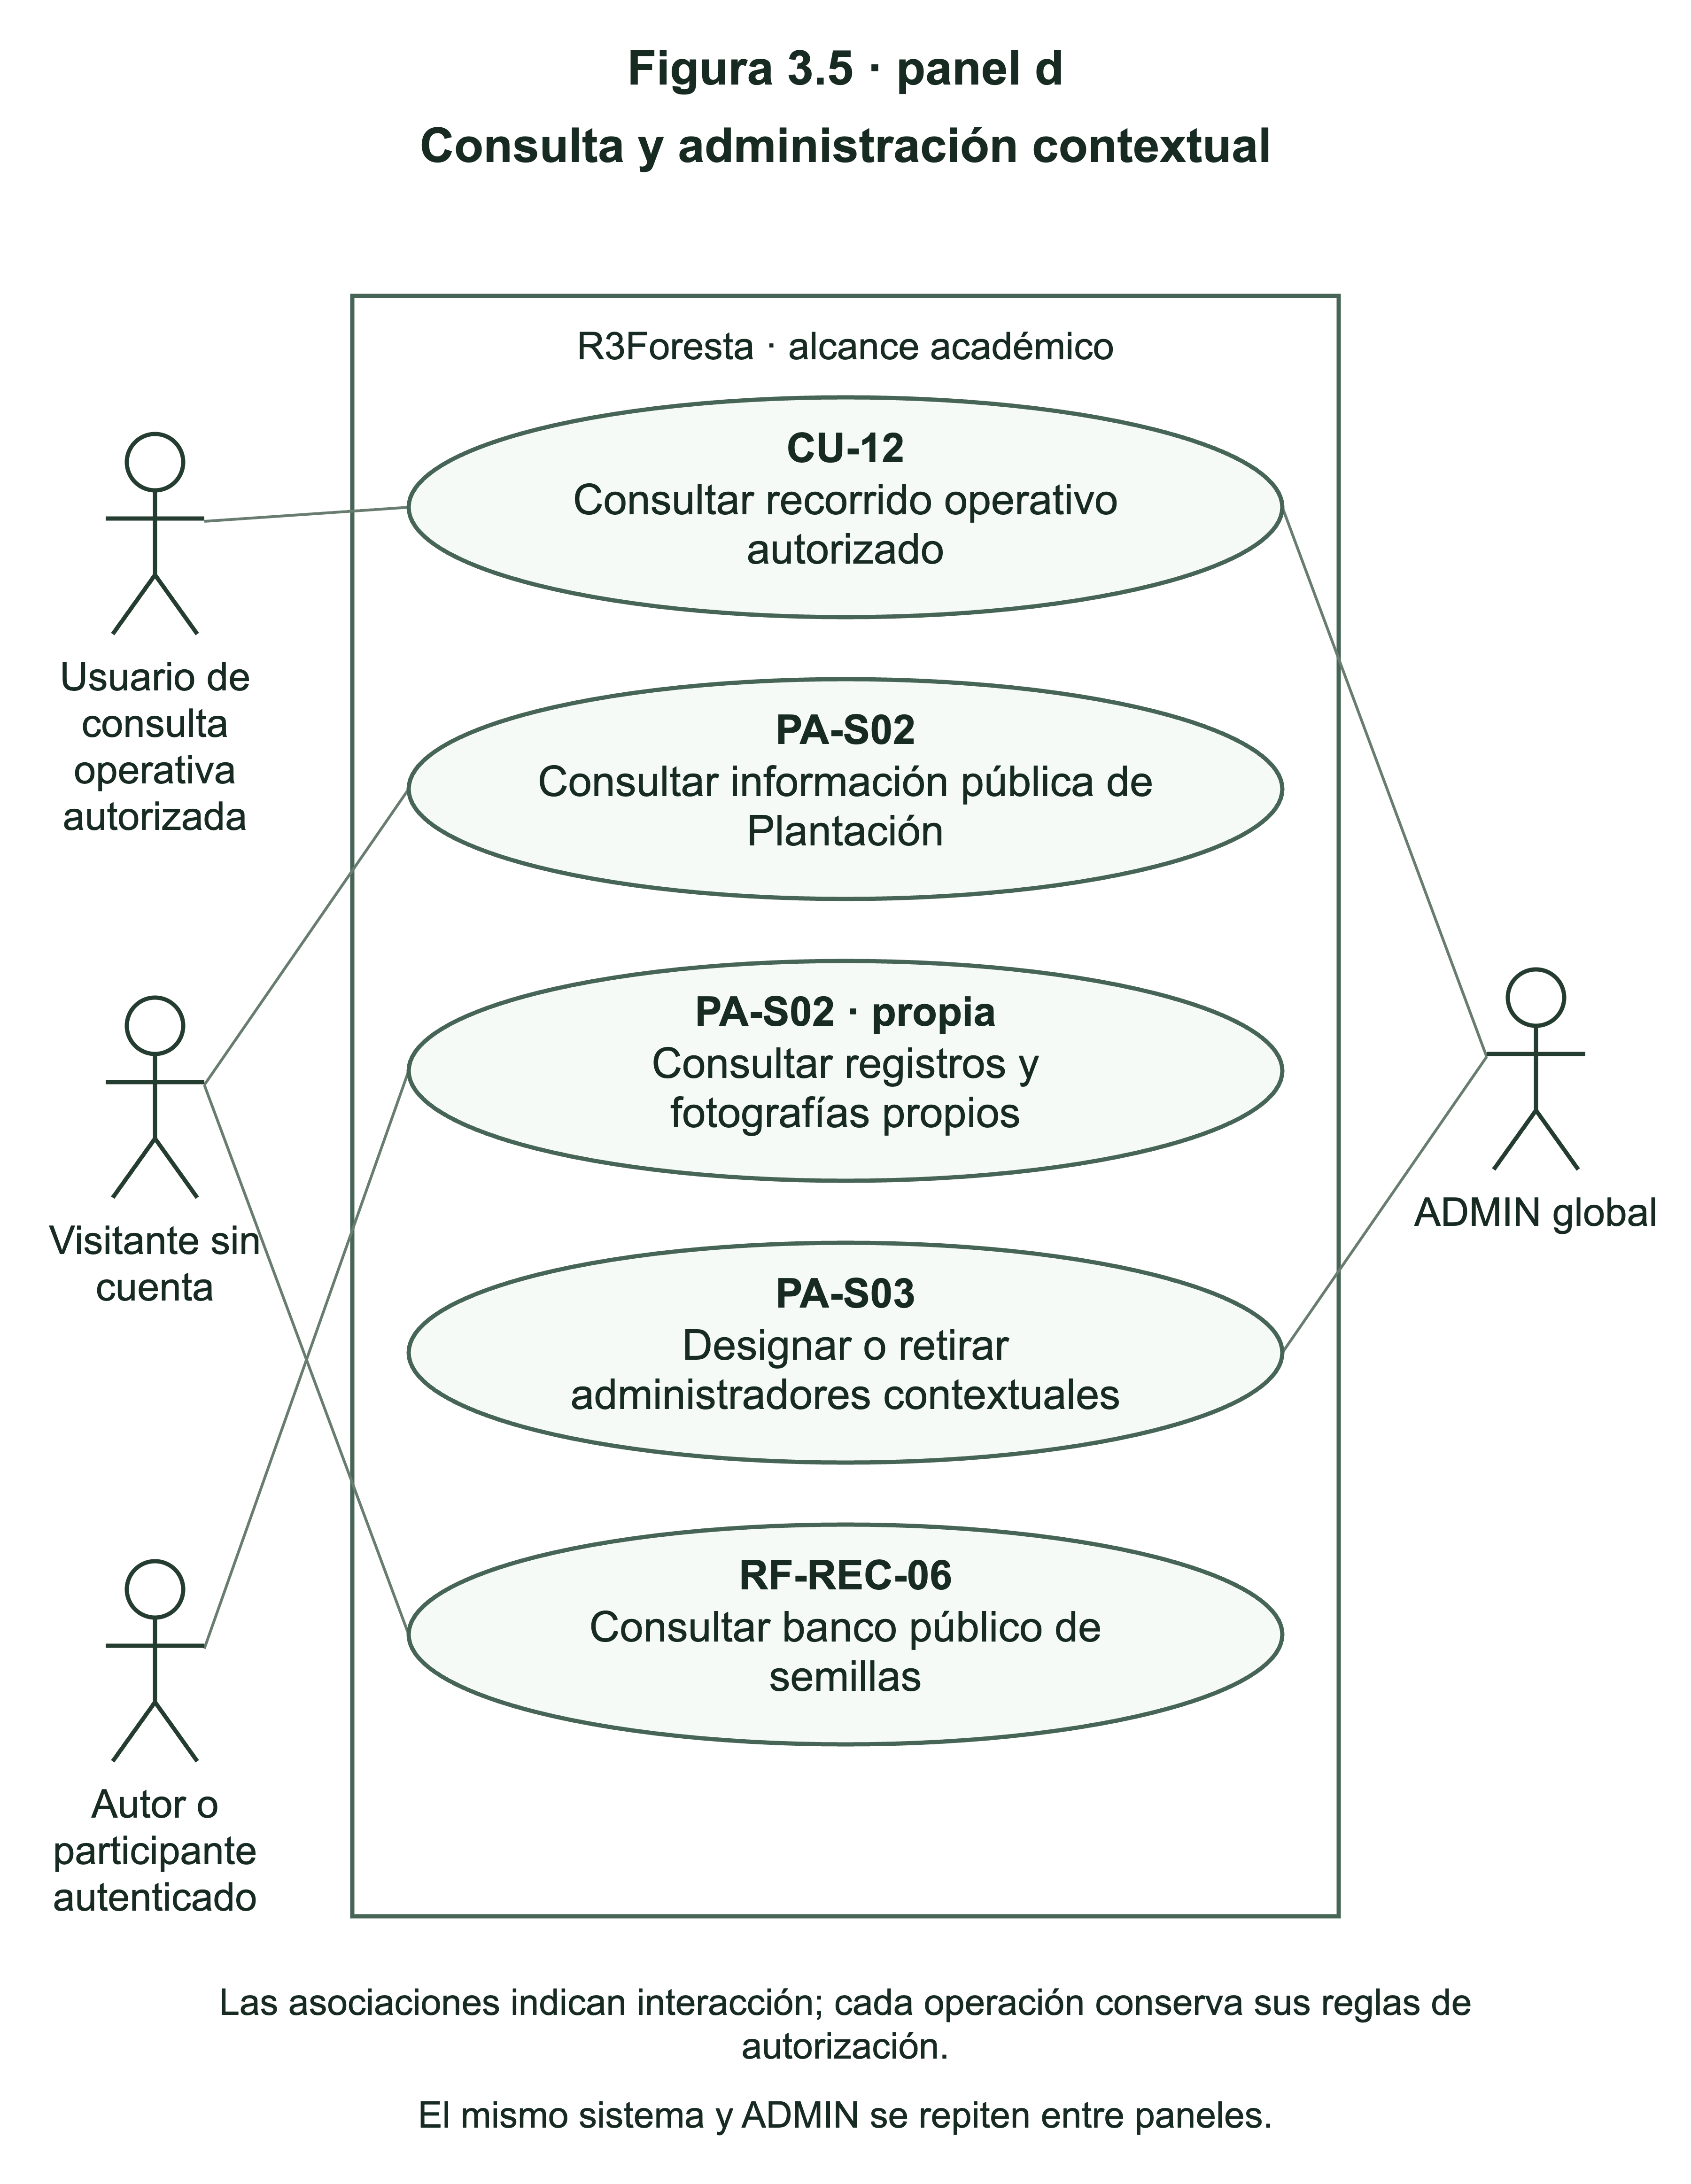 Figura 3.5 · panel d
Consulta y administración contextual
R3Foresta · alcance académico
CU-12
Consultar recorrido operativo
autorizado
Usuario de
consulta
operativa
autorizada
PA-S02
Consultar información pública de
Plantación
PA-S02 · propia
Consultar registros y
fotografías propios
Visitante sin
cuenta
ADMIN global
PA-S03
Designar o retirar
administradores contextuales
RF-REC-06
Consultar banco público de
semillas
Autor o
participante
autenticado
Las asociaciones indican interacción; cada operación conserva sus reglas de
autorización.
El mismo sistema y ADMIN se repiten entre paneles.